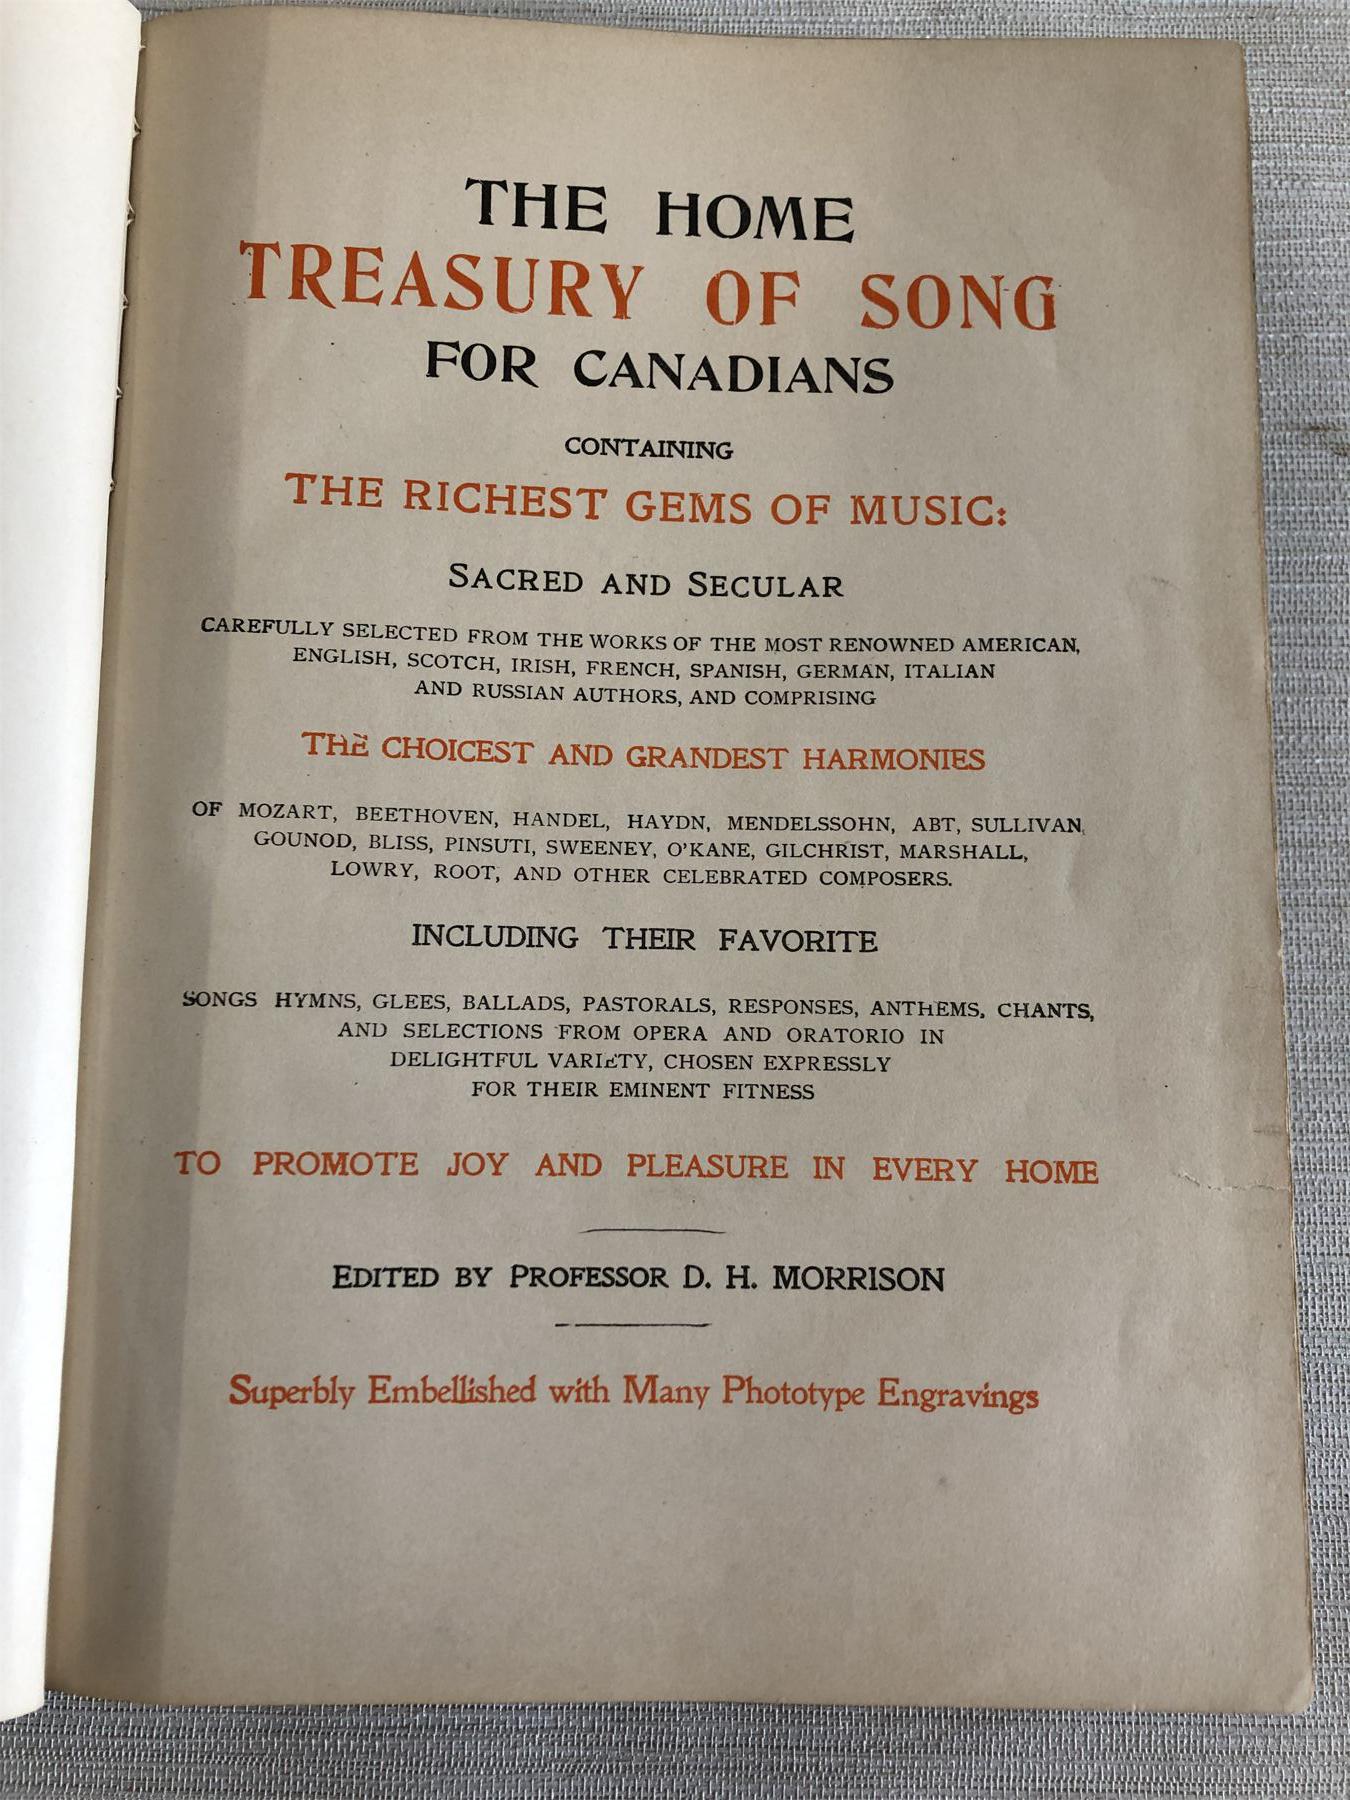 THE HOME
TREASURY OF SONG
FOR CANADIANS
CONTAINING
THE RICHEST GEMS OF MUSIC:
SACRED AND SECULAR
CAREFULLY SELECTED FROM THE WORKS OF THE MOST RENOWNED AMERICAN,
ENGLISH, SCOTCH, IRISH, FRENCH, SPANISH, GERMAN, ITALIAN
AND RUSSIAN AUTHORS, AND COMPRISING
THE CHOICEST AND GRANDEST HARMONIES
OF MOZART, BEETHOVEN, HANDEL, HAYDN, MENDELSSOHN, ABT, SULLIVAN,
GOUNOD, BLISS, PINSUTI, SWEENEY, O'KANE, GILCHRIST, MARSHALL,
LOWRY, ROOT, AND OTHER CELEBRATED COMPOSERS.
INCLUDING THEIR FAVORITE
SONGS HYMNS, GLEES, BALLADS, PASTORALS, RESPONSES, ANTHEMS, CHANTS,
AND SELECTIONS FROM OPERA AND ORATORIO IN
DELIGHTFUL VARIETY, CHOSEN EXPRESSLY
FOR THEIR EMINENT FITNESS
TO PROMOTE JOY AND PLEASURE IN EVERY HOME
EDITED BY PROFESSOR D. H. MORRISON
Superbly Embellished with Many Phototype Engravings